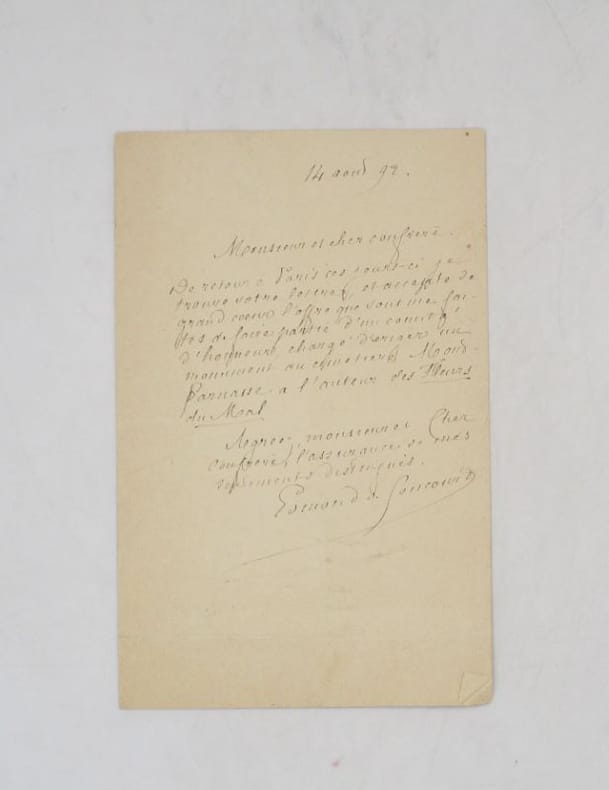 14 aout 92.
Monsieur et cher confrère.
De retour à Paris ces jours-ci je
trouve votre lettre, et accepte de
grand coeur l'offre que vous me fai-
tes de faire partie d'un comité
d'honneur, chargé d'eriger un
monument au cimetière Mont-
Parnasse à l'auteur des Fleurs
du Mal
Agréez, monsieur et cher
confrère, l'assurance de mes
sentiments distingués.
Edmond de Goncourt